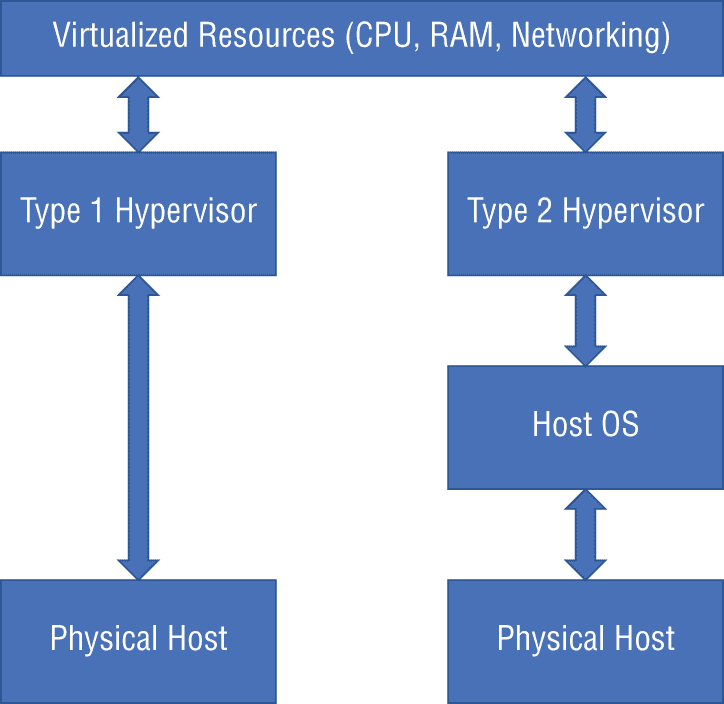 Virtualized Resources (CPU, RAM, Networking)
Type 1 Hypervisor
Type 2 Hypervisor
Host OS
Physical Host
Physical Host